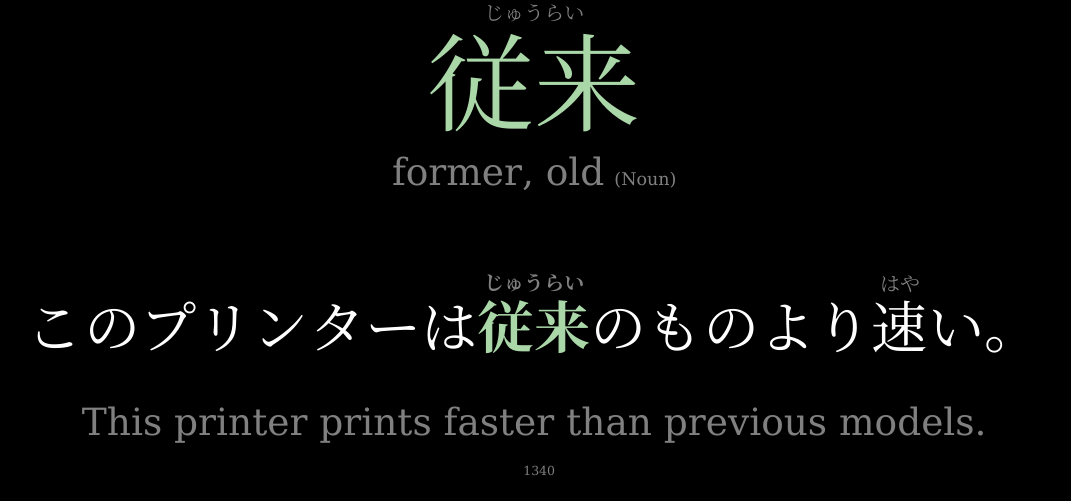 じゅうらい
従来
former, old (Noun)
じゅうらい はや
このプリンターは従来のものより速い。
This printer prints faster than previous models.
1340